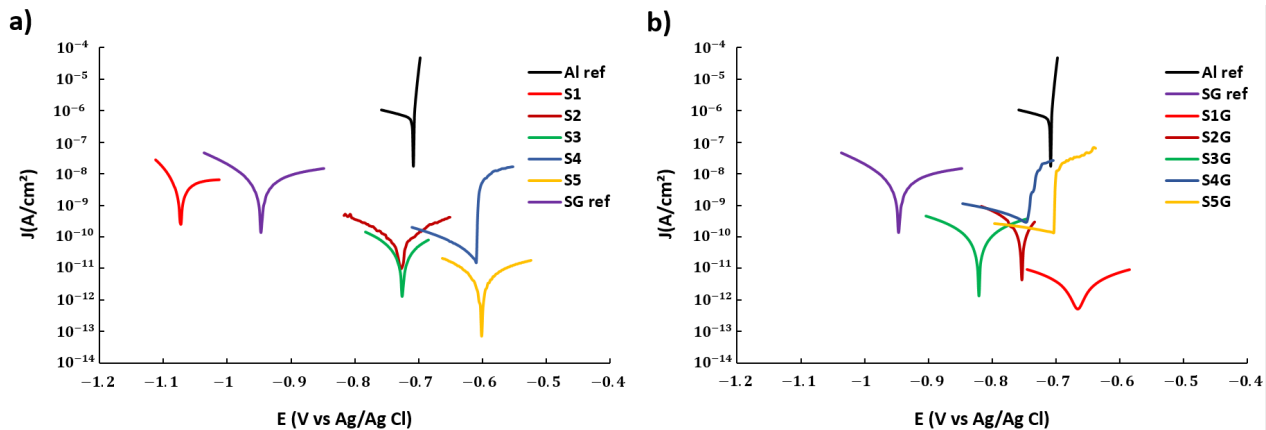 a)
J(A/cm²)
10⁻⁴
10⁻⁵
10⁻⁶
10⁻⁷
10⁻⁸
10⁻⁹
10⁻¹⁰
10⁻¹¹
10⁻¹²
10⁻¹³
10⁻¹⁴
−1.2 −1.1 −1 −0.9 −0.8 −0.7 −0.6 −0.5 −0.4
E (V vs Ag/Ag Cl)
Al ref
S1
S2
S3
S4
S5
SG ref
b)
J(A/cm²)
10⁻⁴
10⁻⁵
10⁻⁶
10⁻⁷
10⁻⁸
10⁻⁹
10⁻¹⁰
10⁻¹¹
10⁻¹²
10⁻¹³
10⁻¹⁴
−1.2 −1.1 −1 −0.9 −0.8 −0.7 −0.6 −0.5 −0.4
E (V vs Ag/Ag Cl)
Al ref
SG ref
S1G
S2G
S3G
S4G
S5G